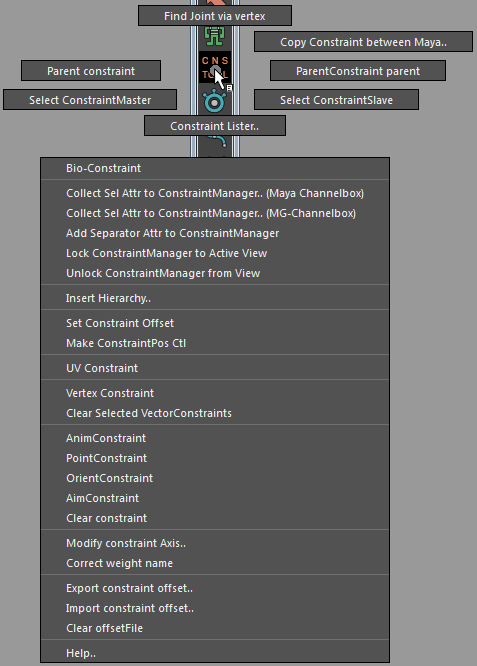 Find Joint via vertex
Copy Constraint between Maya..
CNS
Parent constraint
ParentConstraint parent
Select ConstraintMaster
Select ConstraintSlave
Constraint Lister..
Bio-Constraint
Collect Sel Attr to ConstraintManager.. (Maya Channelbox)
Collect Sel Attr to ConstraintManager.. (MG-Channelbox)
Add Separator Attr to ConstraintManager
Lock ConstraintManager to Active View
Unlock ConstraintManager from View
Insert Hierarchy..
Set Constraint Offset
Make ConstraintPos Ctl
UV Constraint
Vertex Constraint
Clear Selected VectorConstraints
AnimConstraint
PointConstraint
OrientConstraint
AimConstraint
Clear constraint
Modify constraint Axis..
Correct weight name
Export constraint offset..
Import constraint offset..
Clear offsetFile
Help..